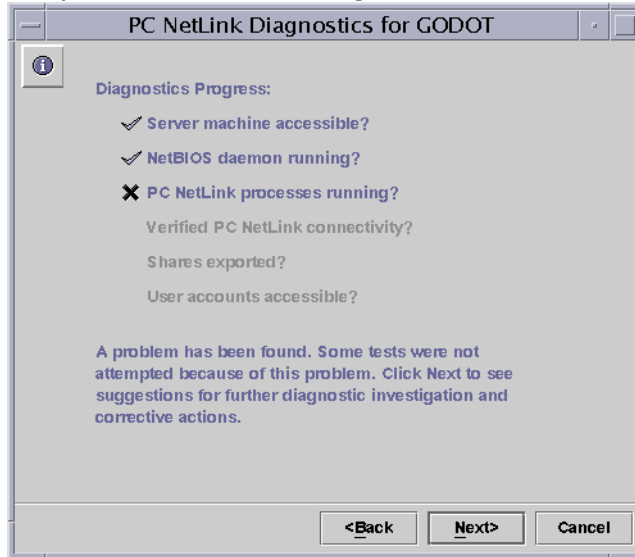 PC NetLink Diagnostics for GODOT
Diagnostics Progress:
Server machine accessible?
NetBIOS daemon running?
PC NetLink processes running?
Verified PC NetLink connectivity?
Shares exported?
User accounts accessible?
A problem has been found. Some tests were not
attempted because of this problem. Click Next to see
suggestions for further diagnostic investigation and
corrective actions.
<Back Next> Cancel